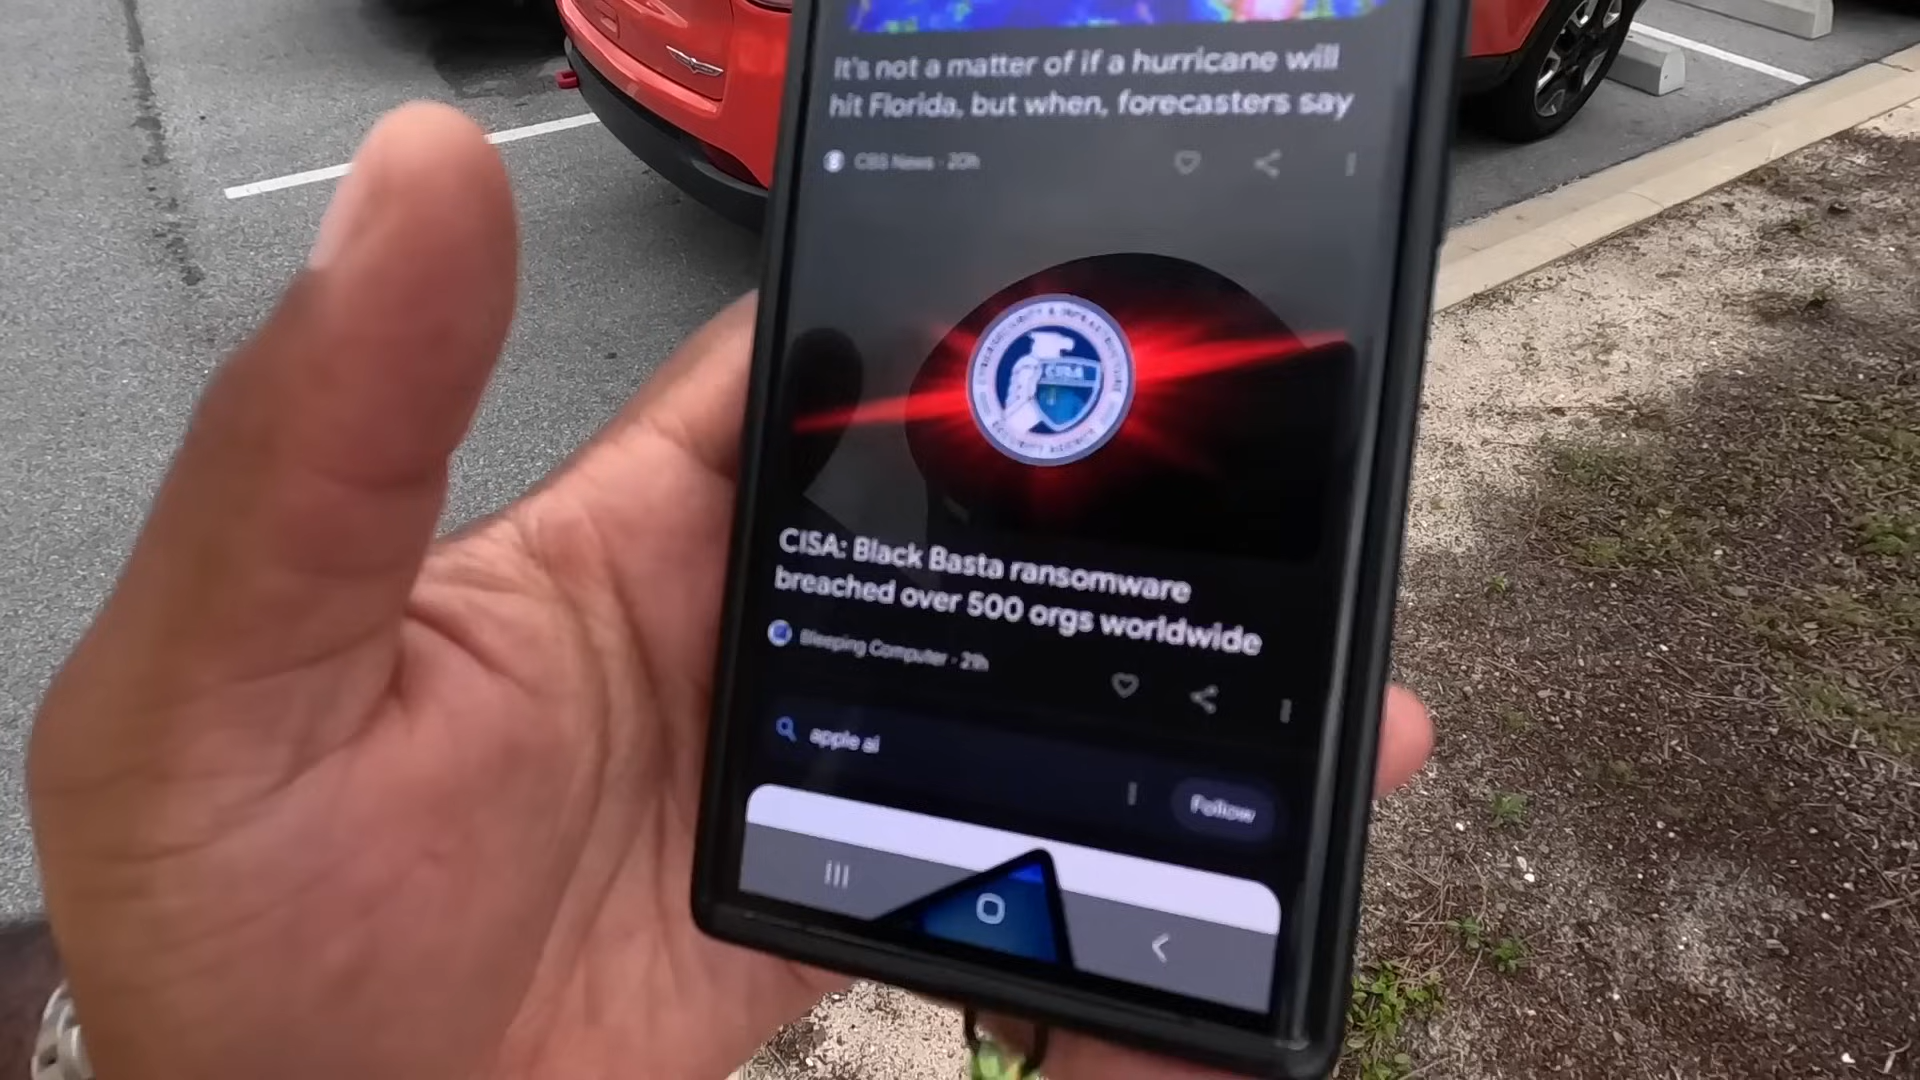 It's not a matter of if a hurricane will
hit Florida, but when, forecasters say
CBS News · 20h
CISA
CISA: Black Basta ransomware
breached over 500 orgs worldwide
Bleeping Computer · 21h
apple ai
Follow